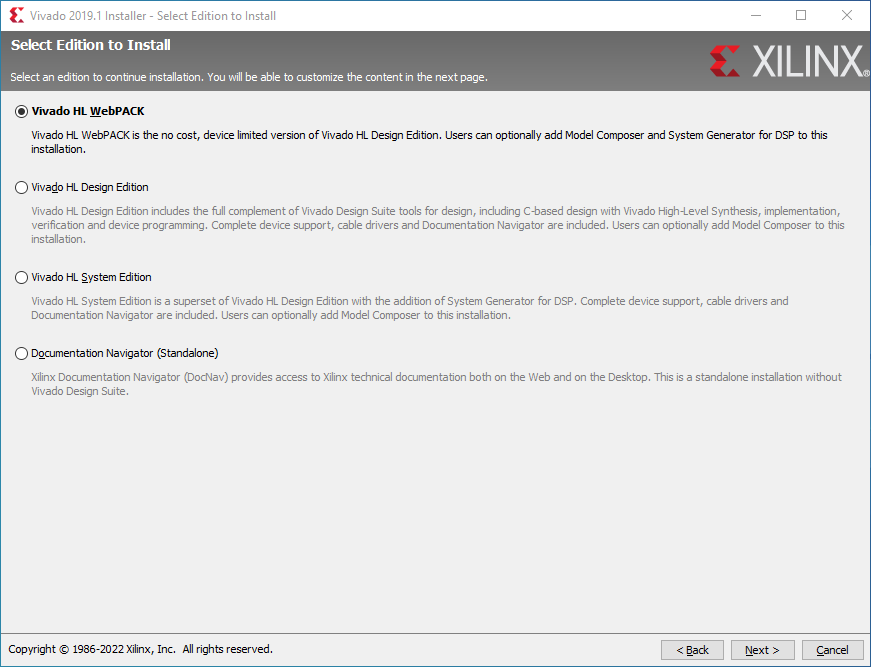 Vivado 2019.1 Installer - Select Edition to Install
Select Edition to Install
Select an edition to continue installation. You will be able to customize the content in the next page.
XILINX®
Vivado HL WebPACK
Vivado HL WebPACK is the no cost, device limited version of Vivado HL Design Edition. Users can optionally add Model Composer and System Generator for DSP to this
installation.
Vivado HL Design Edition
Vivado HL Design Edition includes the full complement of Vivado Design Suite tools for design, including C-based design with Vivado High-Level Synthesis, implementation,
verification and device programming. Complete device support, cable drivers and Documentation Navigator are included. Users can optionally add Model Composer to this
installation.
Vivado HL System Edition
Vivado HL System Edition is a superset of Vivado HL Design Edition with the addition of System Generator for DSP. Complete device support, cable drivers and
Documentation Navigator are included. Users can optionally add Model Composer to this installation.
Documentation Navigator (Standalone)
Xilinx Documentation Navigator (DocNav) provides access to Xilinx technical documentation both on the Web and on the Desktop. This is a standalone installation without
Vivado Design Suite.
Copyright © 1986-2022 Xilinx, Inc.  All rights reserved.
< Back
Next >
Cancel